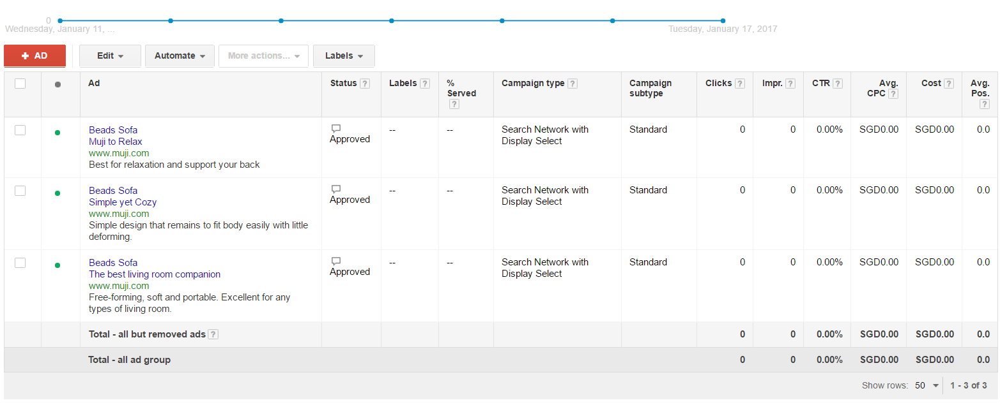 0
Wednesday, January 11, ...
Tuesday, January 17, 2017
+ AD
Edit
Automate
More actions...
Labels
Ad
Status ?
Labels ?
%
Served
?
Campaign type ?
Campaign
subtype
Clicks ?
Impr. ?
CTR ?
Avg.
CPC ?
Cost ?
Avg.
Pos.
?
Beads Sofa
Muji to Relax
www.muji.com
Best for relaxation and support your back
Approved
--
--
Search Network with
Display Select
Standard
0
0
0.00%
SGD0.00
SGD0.00
0.0
Beads Sofa
Simple yet Cozy
www.muji.com
Simple design that remains to fit body easily with little
deforming.
Approved
--
--
Search Network with
Display Select
Standard
0
0
0.00%
SGD0.00
SGD0.00
0.0
Beads Sofa
The best living room companion
www.muji.com
Free-forming, soft and portable. Excellent for any
types of living room.
Approved
--
--
Search Network with
Display Select
Standard
0
0
0.00%
SGD0.00
SGD0.00
0.0
Total - all but removed ads ?
0
0
0.00%
SGD0.00
SGD0.00
0.0
Total - all ad group
0
0
0.00%
SGD0.00
SGD0.00
0.0
Show rows: 50
1 - 3 of 3